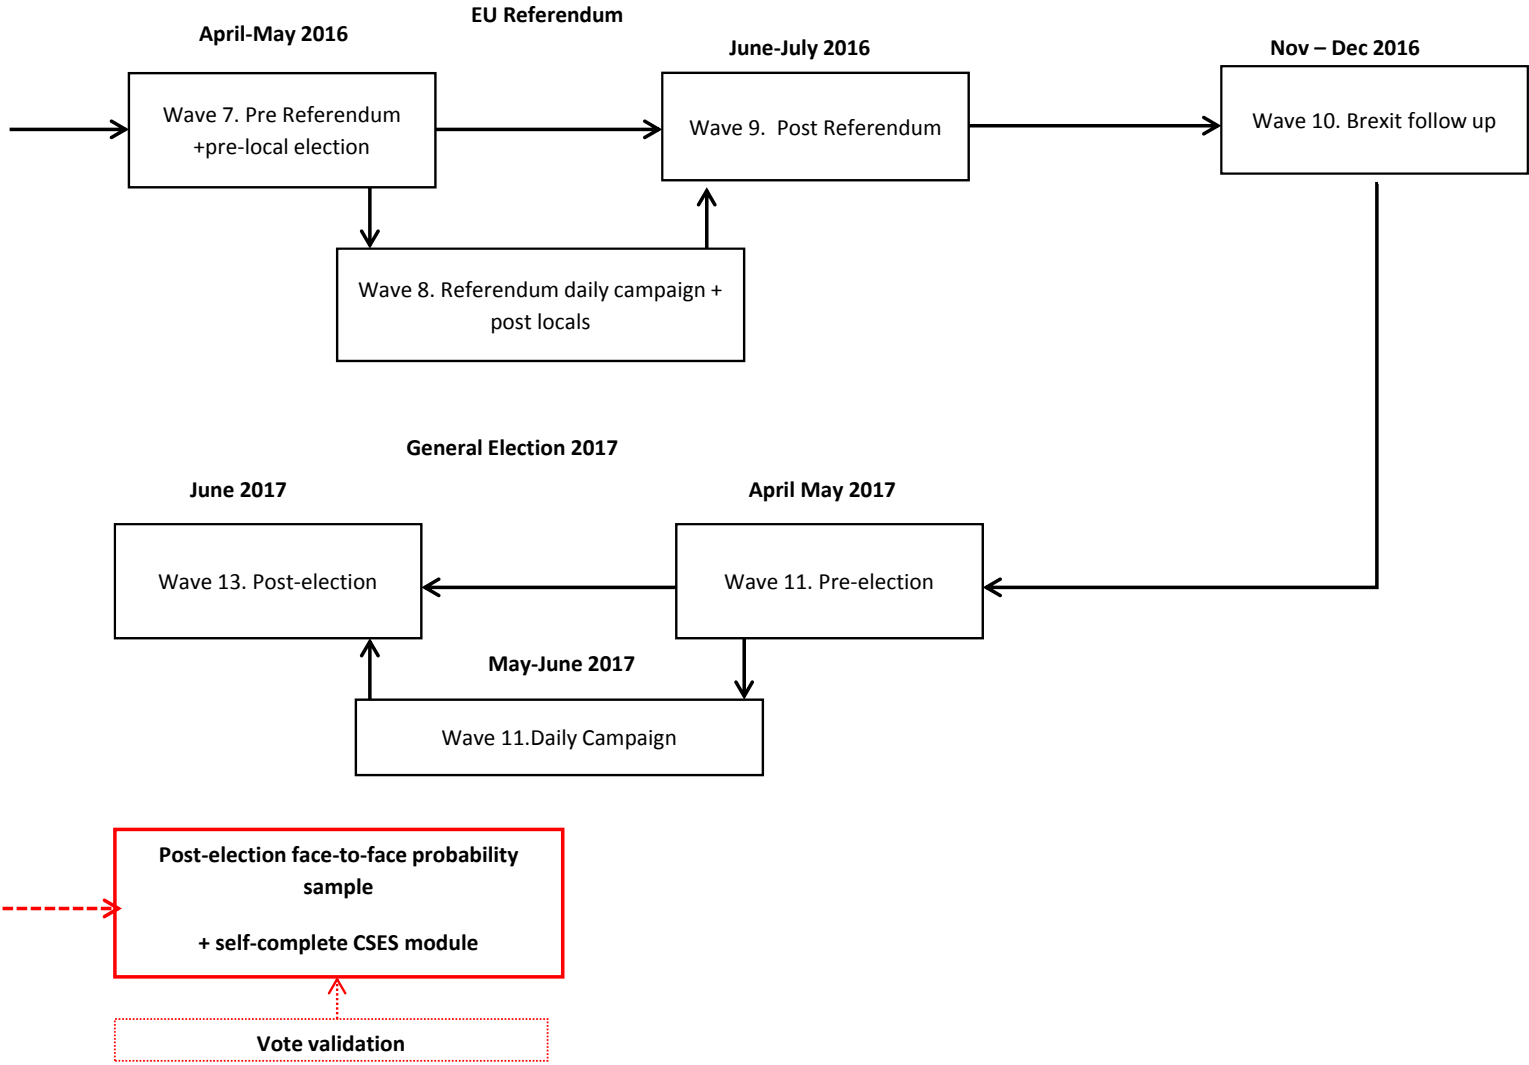 EU Referendum
April-May 2016
June-July 2016
Nov – Dec 2016
Wave 7. Pre Referendum
+pre-local election
Wave 9. Post Referendum
Wave 10. Brexit follow up
Wave 8. Referendum daily campaign +
post locals
General Election 2017
June 2017
April May 2017
Wave 13. Post-election
Wave 11. Pre-election
May-June 2017
Wave 11.Daily Campaign
Post-election face-to-face probability
sample
+ self-complete CSES module
Vote validation